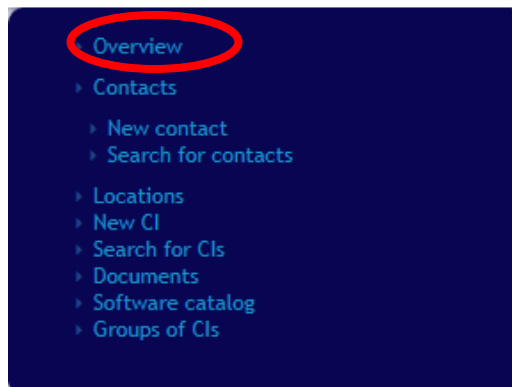 Overview
Contacts
New contact
Search for contacts
Locations
New CI
Search for CIs
Documents
Software catalog
Groups of CIs